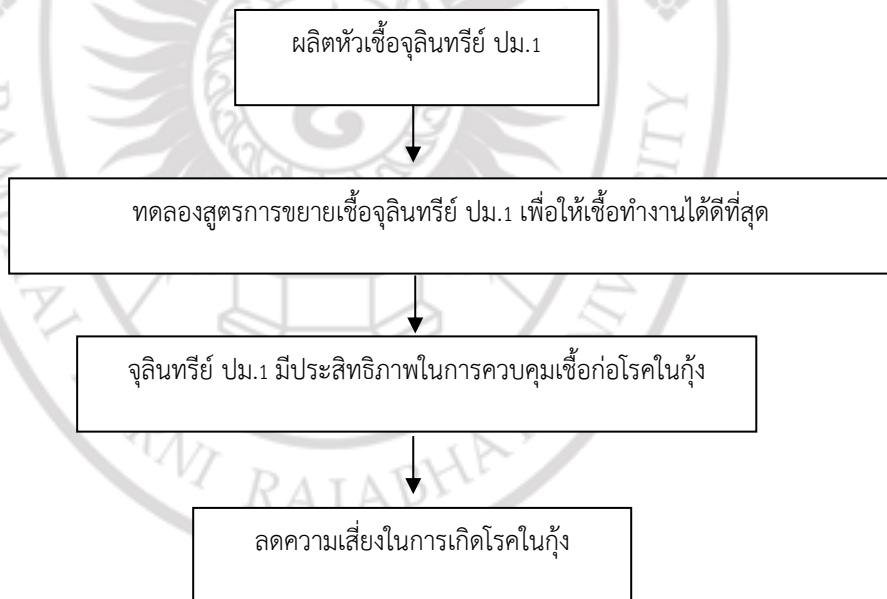 ผลิตหัวเชื้อจุลินทรีย์ ปม.1
ทดลองสูตรการขยายเชื้อจุลินทรีย์ ปม.1 เพื่อให้เชื้อทำงานได้ดีที่สุด
จุลินทรีย์ ปม.1 มีประสิทธิภาพในการควบคุมเชื้อก่อโรคในกุ้ง
ลดความเสี่ยงในการเกิดโรคในกุ้ง